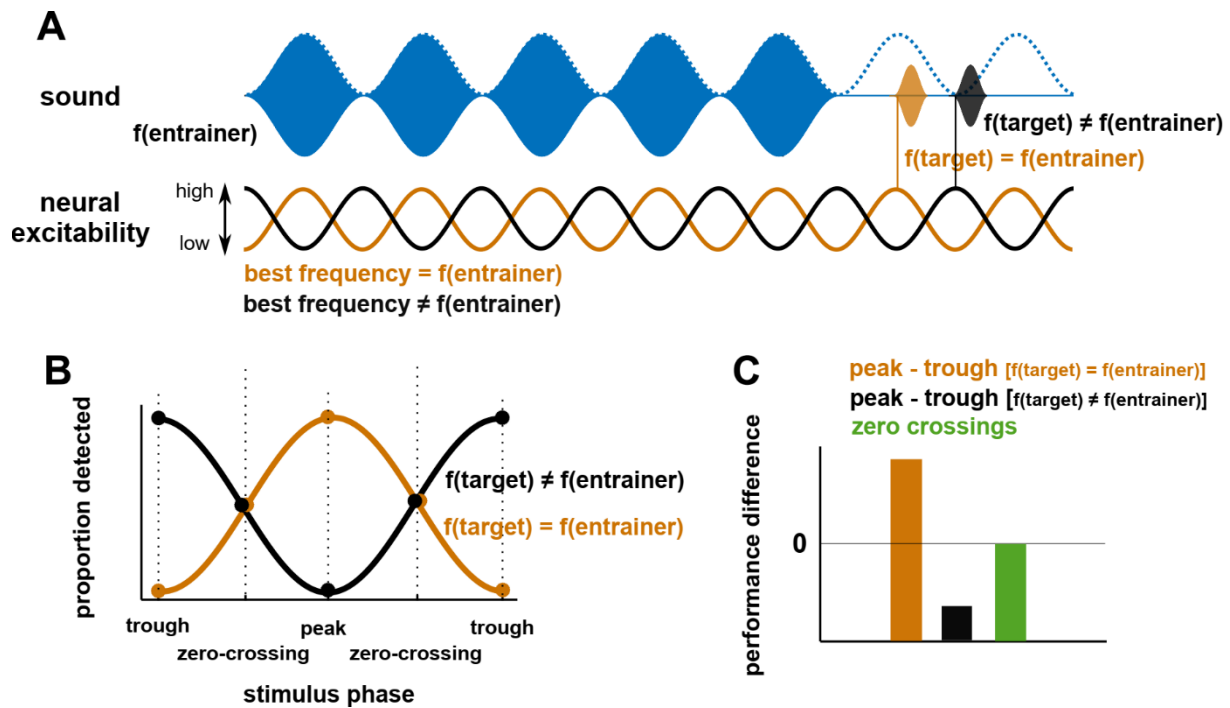 A
sound
f(entrainer)
f(target) ≠ f(entrainer)
f(target) = f(entrainer)
neural
excitability
high
low
best frequency = f(entrainer)
best frequency ≠ f(entrainer)
B
proportion detected
f(target) ≠ f(entrainer)
f(target) = f(entrainer)
trough
zero-crossing
peak
zero-crossing
trough
stimulus phase
C
peak - trough [f(target) = f(entrainer)]
peak - trough [f(target) ≠ f(entrainer)]
zero crossings
performance difference
0